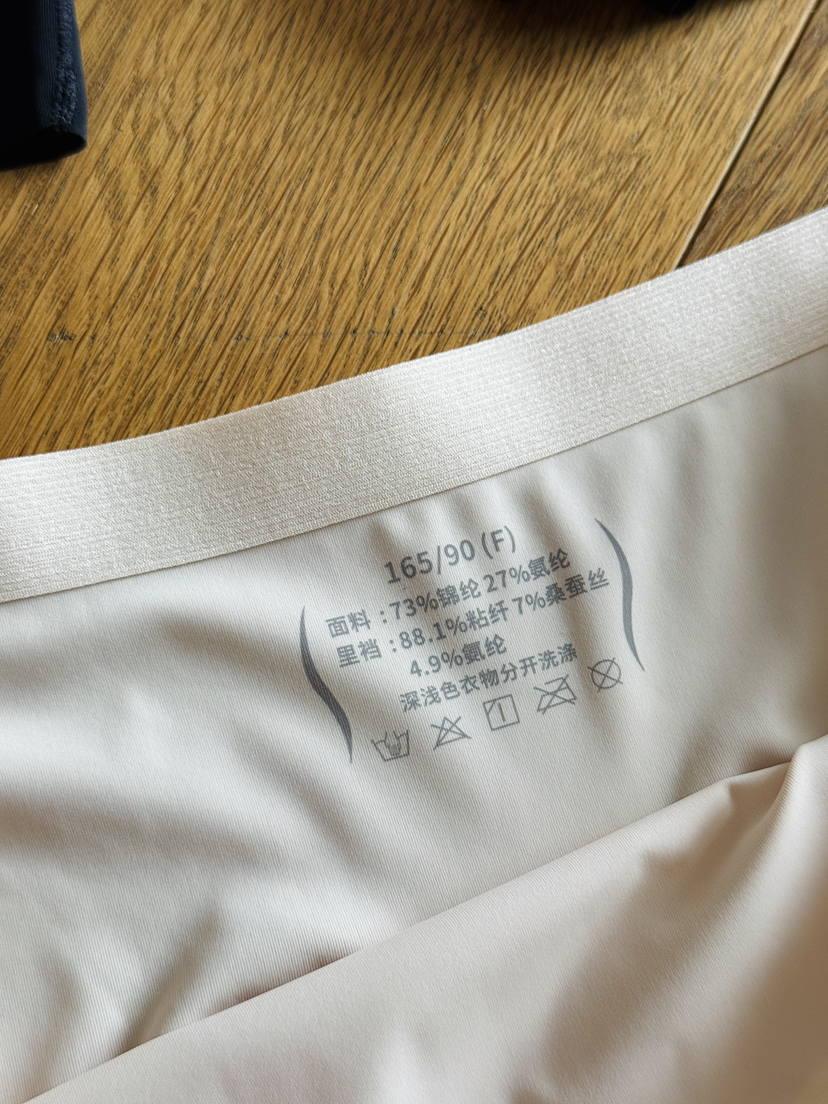 165/90 (F)
面料：73%锦纶 27%氨纶
里裆：88.1%粘纤 7%桑蚕丝
4.9%氨纶
深浅色衣物分开洗涤